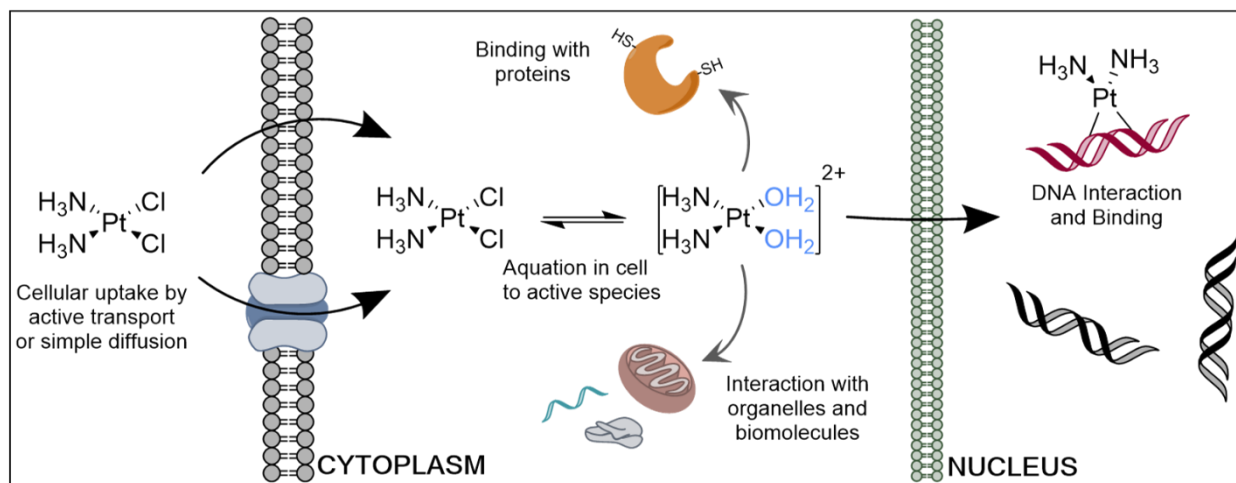 H₃N Cl
Pt
H₃N Cl
Cellular uptake by
active transport
or simple diffusion
CYTOPLASM
H₃N Cl
Pt
H₃N Cl
Aquation in cell
to active species
[H₃N OH₂]2+
Pt
H₃N OH₂
Binding with
proteins
HS
-SH
Interaction with
organelles and
biomolecules
NUCLEUS
H₃N NH₃
Pt
DNA Interaction
and Binding